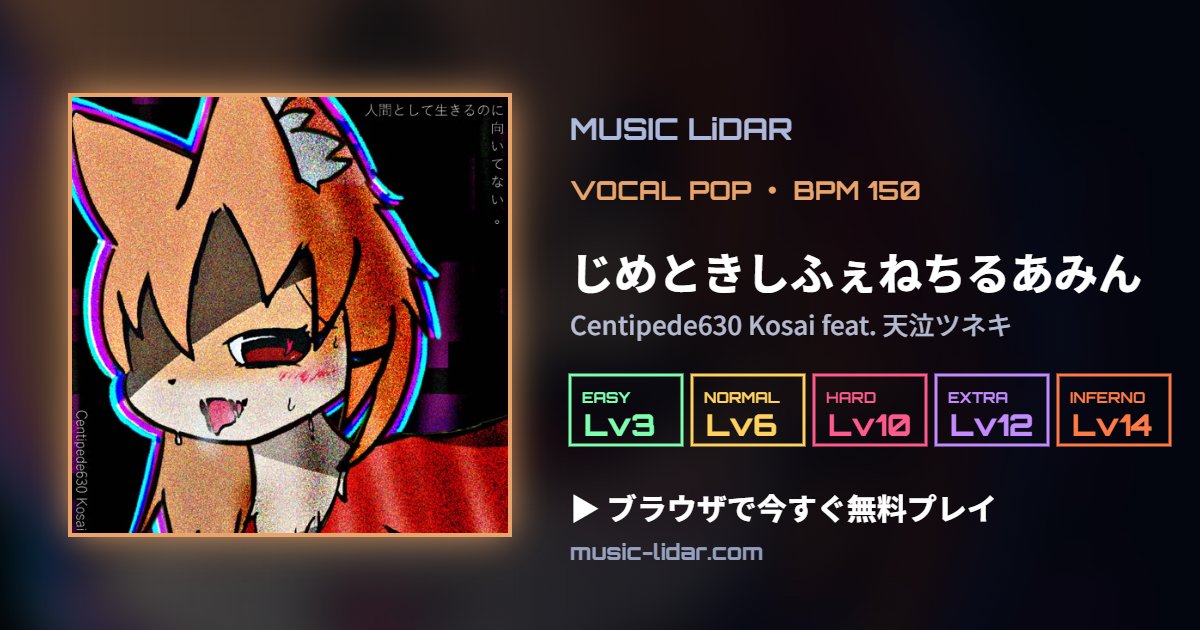 人間として生きるのに
向いてない。
Centipede630 Kosai
MUSIC LiDAR
VOCAL POP • BPM 150
じめときしふぇねちるあみん
Centipede630 Kosai feat. 天泣ツネキ
EASY
Lv3
NORMAL
Lv6
HARD
Lv10
EXTRA
Lv12
INFERNO
Lv14
▶ ブラウザで今すぐ無料プレイ
music-lidar.com